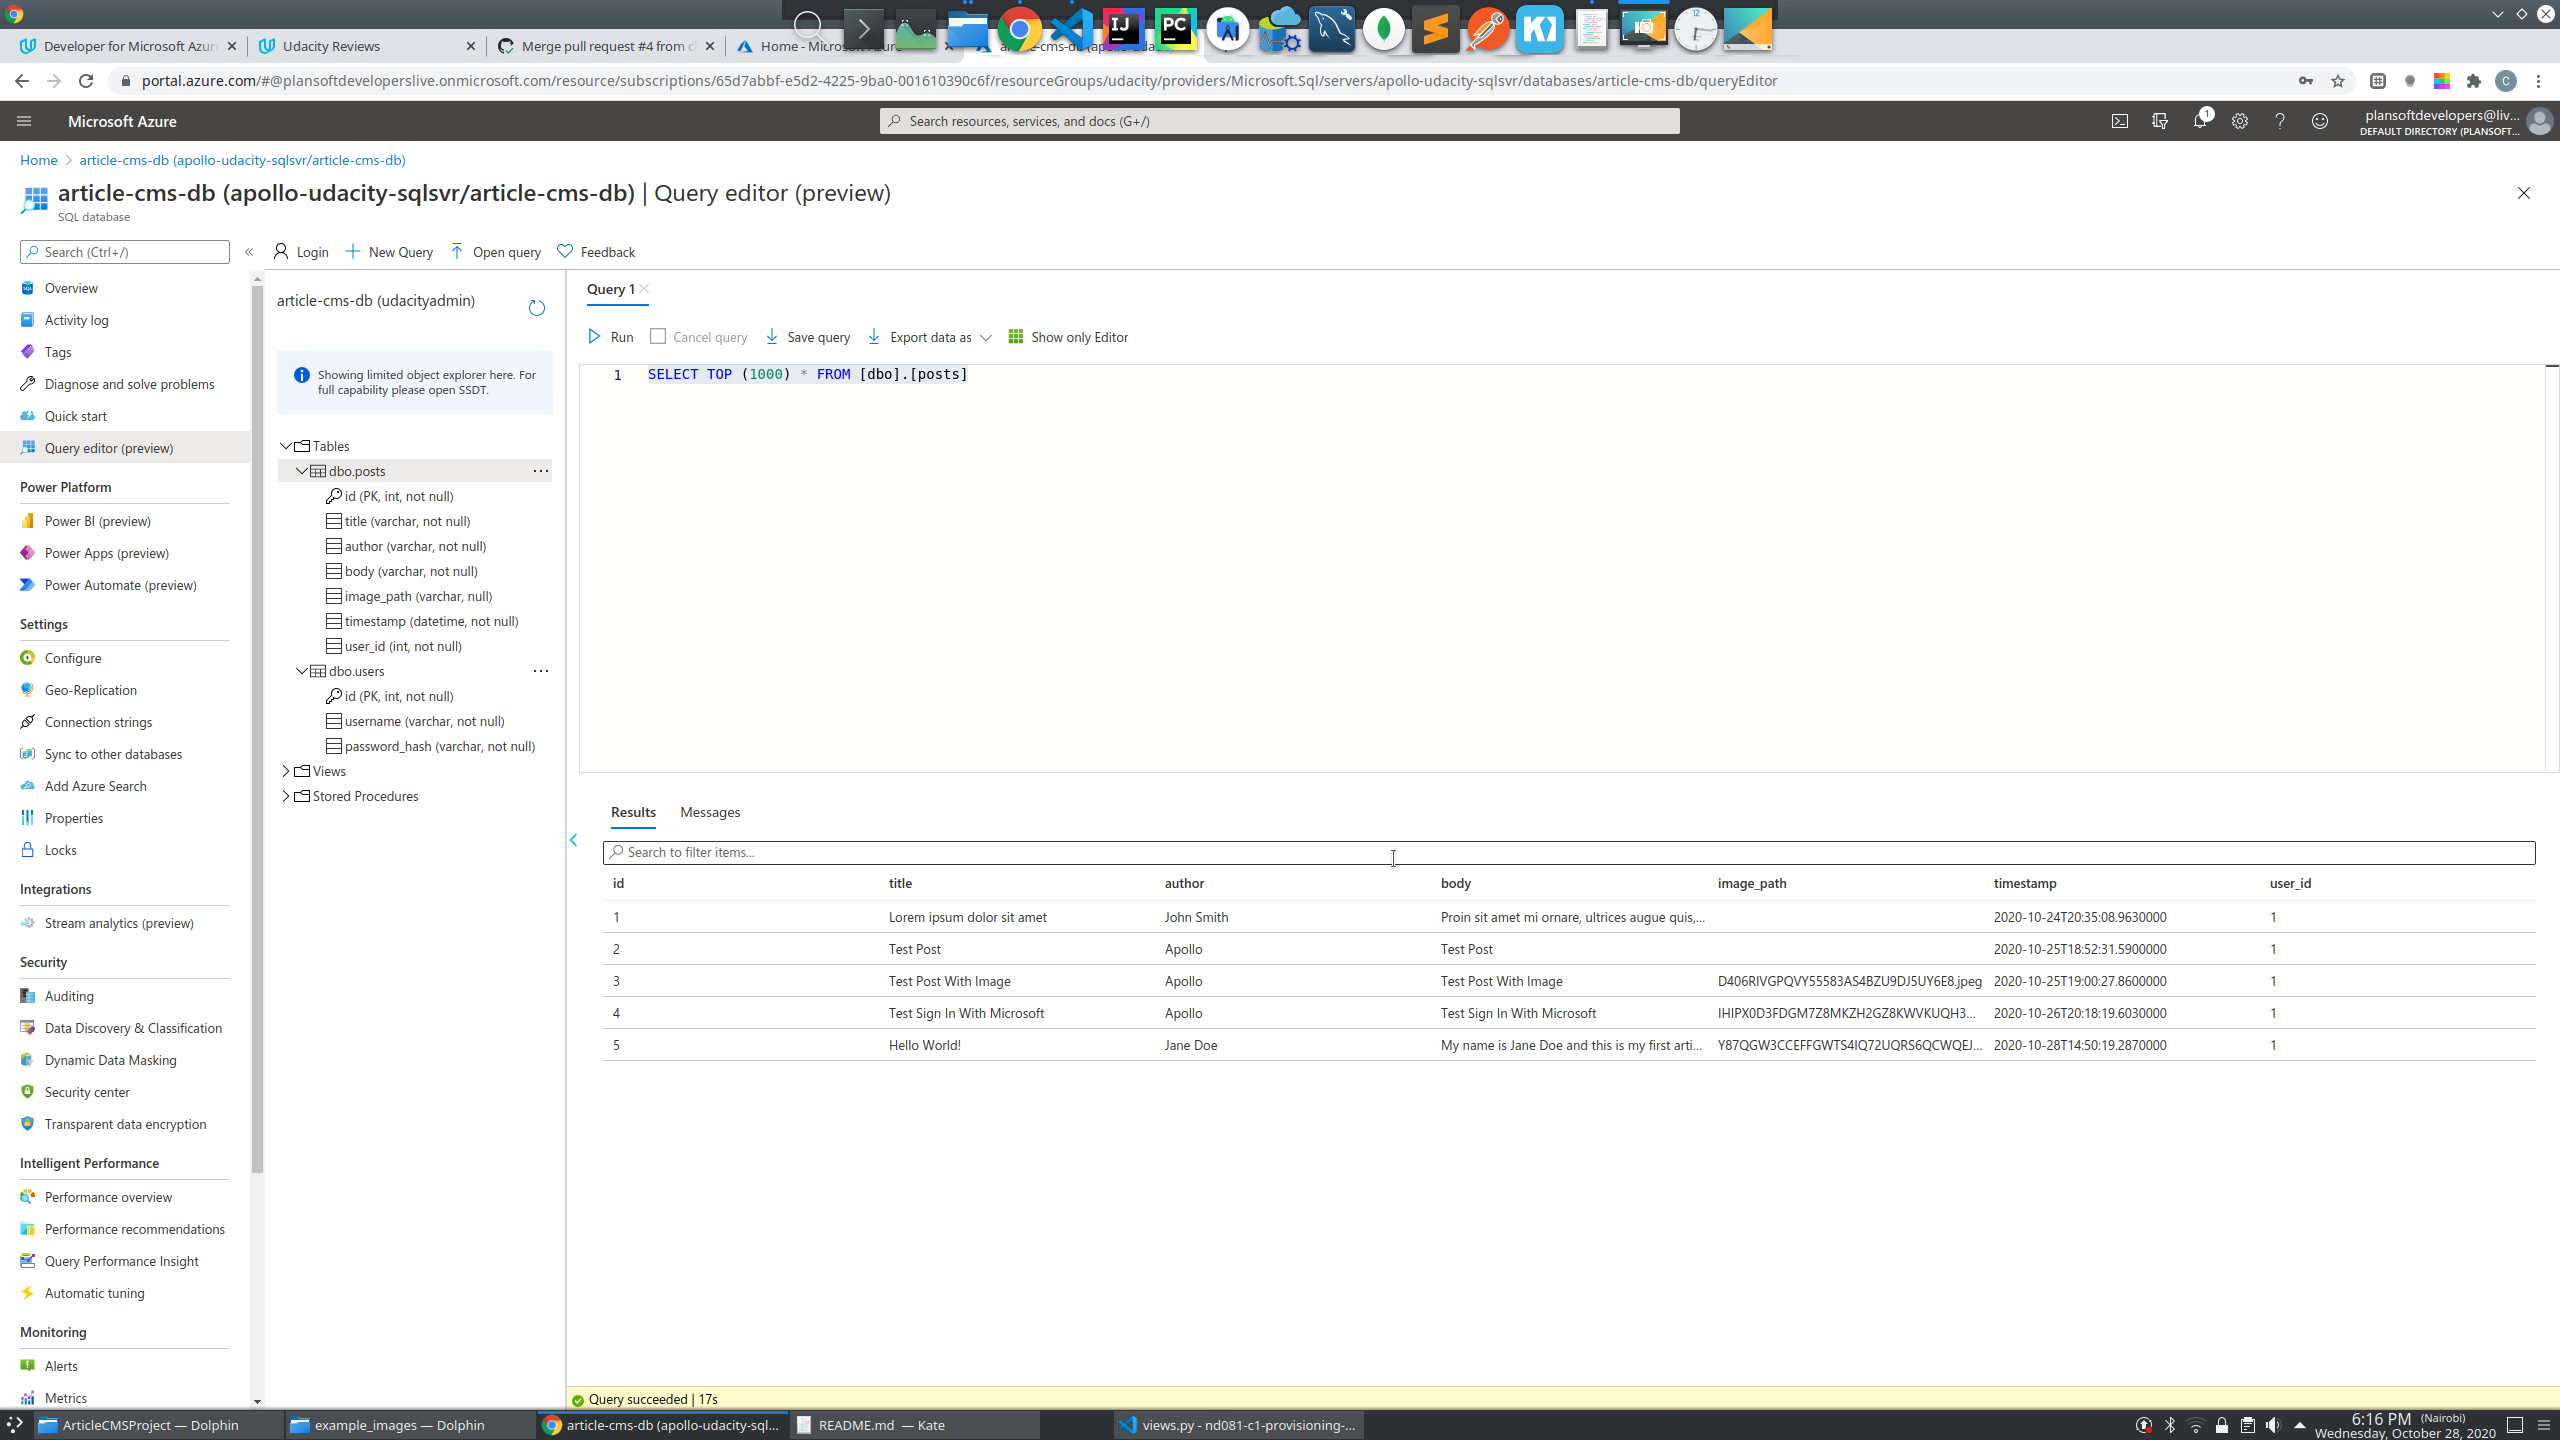 Developer for Microsoft Azur
Udacity Reviews
Merge pull request #4 from c
Home - Microsoft Azure
article-cms-db (apollo-udac
portal.azure.com/#@plansoftdeveloperslive.onmicrosoft.com/resource/subscriptions/65d7abbf-e5d2-4225-9ba0-001610390c6f/resourceGroups/udacity/providers/Microsoft.Sql/servers/apollo-udacity-sqlsvr/databases/article-cms-db/queryEditor
C
Microsoft Azure
Search resources, services, and docs (G+/)
1
plansoftdevelopers@liv...
DEFAULT DIRECTORY (PLANSOFT...
Home > article-cms-db (apollo-udacity-sqlsvr/article-cms-db)
article-cms-db (apollo-udacity-sqlsvr/article-cms-db) | Query editor (preview)
SQL database
Search (Ctrl+/)
Login
New Query
Open query
Feedback
Overview
Activity log
Tags
Diagnose and solve problems
Quick start
Query editor (preview)
Power Platform
Power BI (preview)
Power Apps (preview)
Power Automate (preview)
Settings
Configure
Geo-Replication
Connection strings
Sync to other databases
Add Azure Search
Properties
Locks
Integrations
Stream analytics (preview)
Security
Auditing
Data Discovery & Classification
Dynamic Data Masking
Security center
Transparent data encryption
Intelligent Performance
Performance overview
Performance recommendations
Query Performance Insight
Automatic tuning
Monitoring
Alerts
Metrics
article-cms-db (udacityadmin)
Showing limited object explorer here. For
full capability please open SSDT.
Tables
dbo.posts
id (PK, int, not null)
title (varchar, not null)
author (varchar, not null)
body (varchar, not null)
image_path (varchar, null)
timestamp (datetime, not null)
user_id (int, not null)
dbo.users
id (PK, int, not null)
username (varchar, not null)
password_hash (varchar, not null)
Views
Stored Procedures
Query 1
Run
Cancel query
Save query
Export data as
Show only Editor
1 SELECT TOP (1000) * FROM [dbo].[posts]
Results
Messages
Search to filter items...
id title author body image_path timestamp user_id
1 Lorem ipsum dolor sit amet John Smith Proin sit amet mi ornare, ultrices augue quis,... 2020-10-24T20:35:08.9630000 1
2 Test Post Apollo Test Post 2020-10-25T18:52:31.5900000 1
3 Test Post With Image Apollo Test Post With Image D406RIVGPQVY55583AS4BZU9DJ5UY6E8.jpeg 2020-10-25T19:00:27.8600000 1
4 Test Sign In With Microsoft Apollo Test Sign In With Microsoft IHIPX0D3FDGM7Z8MKZH2GZ8KWVKUQH3... 2020-10-26T20:18:19.6030000 1
5 Hello World! Jane Doe My name is Jane Doe and this is my first arti... Y87QGW3CCEFFGWTS4IQ72UQRS6QCWQEJ... 2020-10-28T14:50:19.2870000 1
Query succeeded | 17s
ArticleCMSProject — Dolphin
example_images — Dolphin
article-cms-db (apollo-udacity-sql...
README.md — Kate
views.py - nd081-c1-provisioning-...
6:16 PM (Nairobi)
Wednesday, October 28, 2020